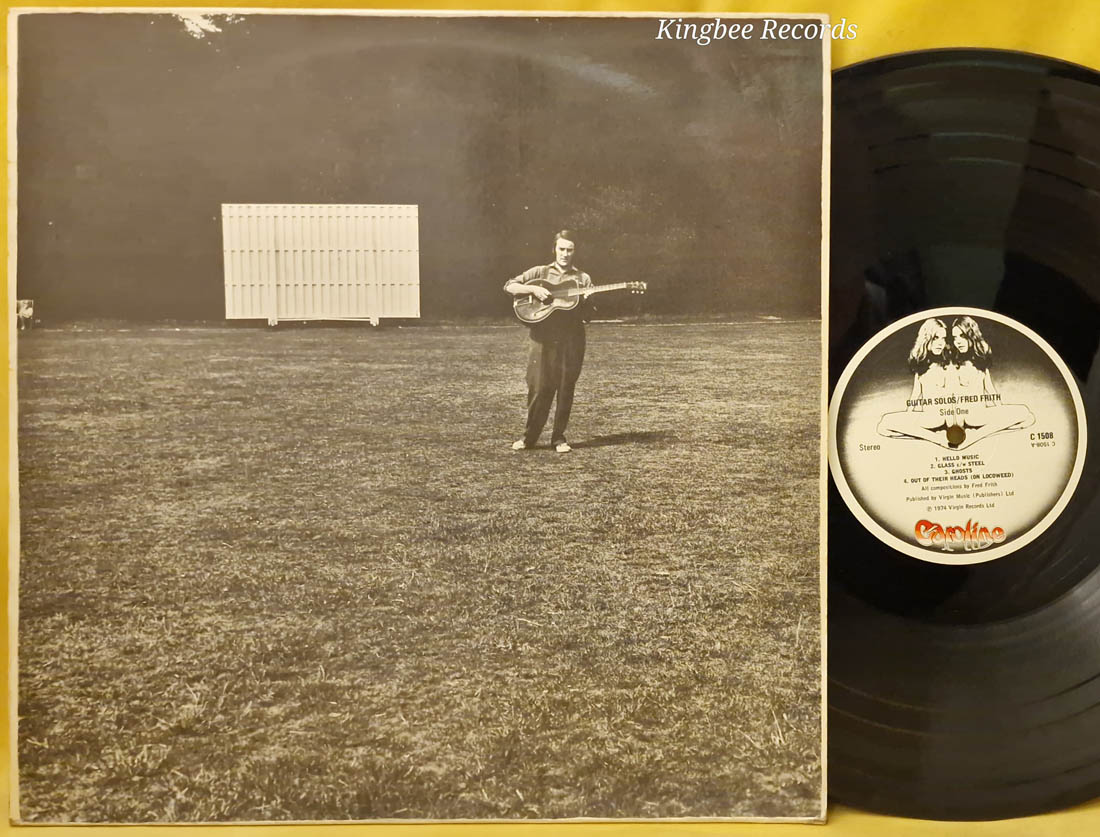 Kingbee Records
GUITAR SOLOS/FRED FRITH
Side One
Stereo
C 1508
C 1508-A
1. HELLO MUSIC
2. GLASS c/w STEEL
3. GHOSTS
4. OUT OF THEIR HEADS (ON LOCOWEED)
All compositions by Fred Frith
Published by Virgin Music (Publishers) Ltd
℗ 1974 Virgin Records Ltd
Caroline